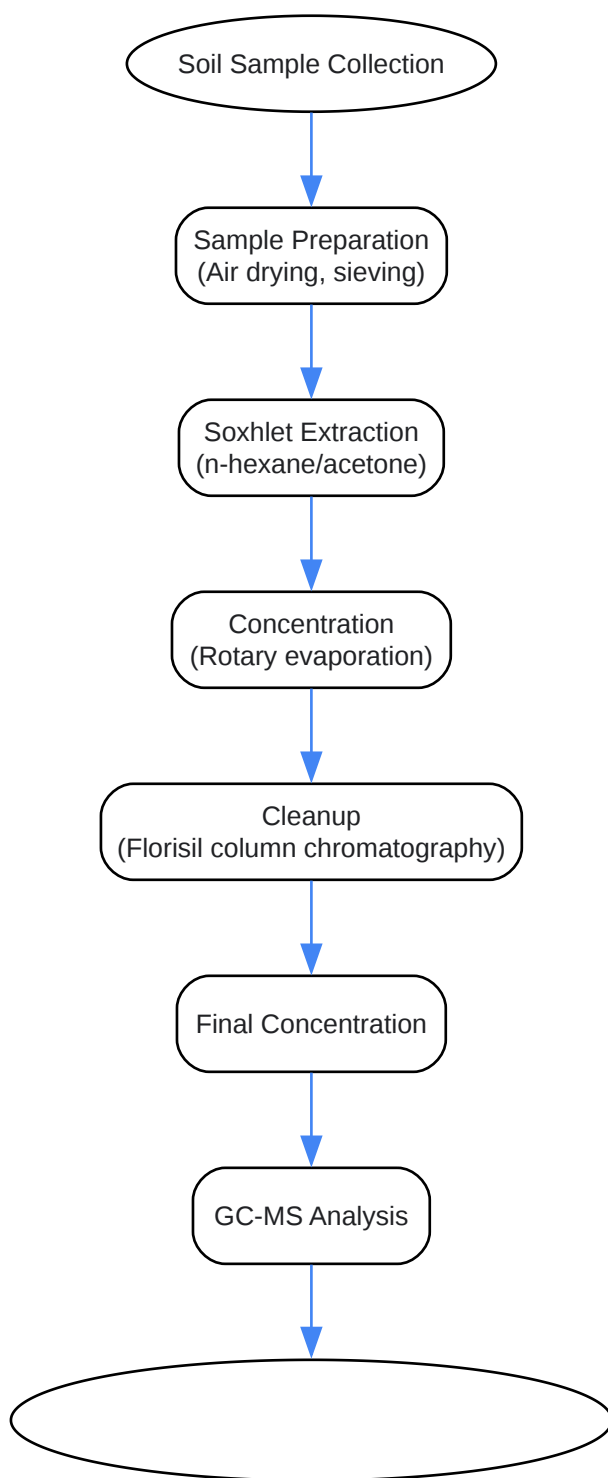 Soil Sample Collection
Sample Preparation
(Air drying, sieving)
Soxhlet Extraction
(n-hexane/acetone)
Concentration
(Rotary evaporation)
Cleanup
(Florisil column chromatography)
Final Concentration
GC-MS Analysis